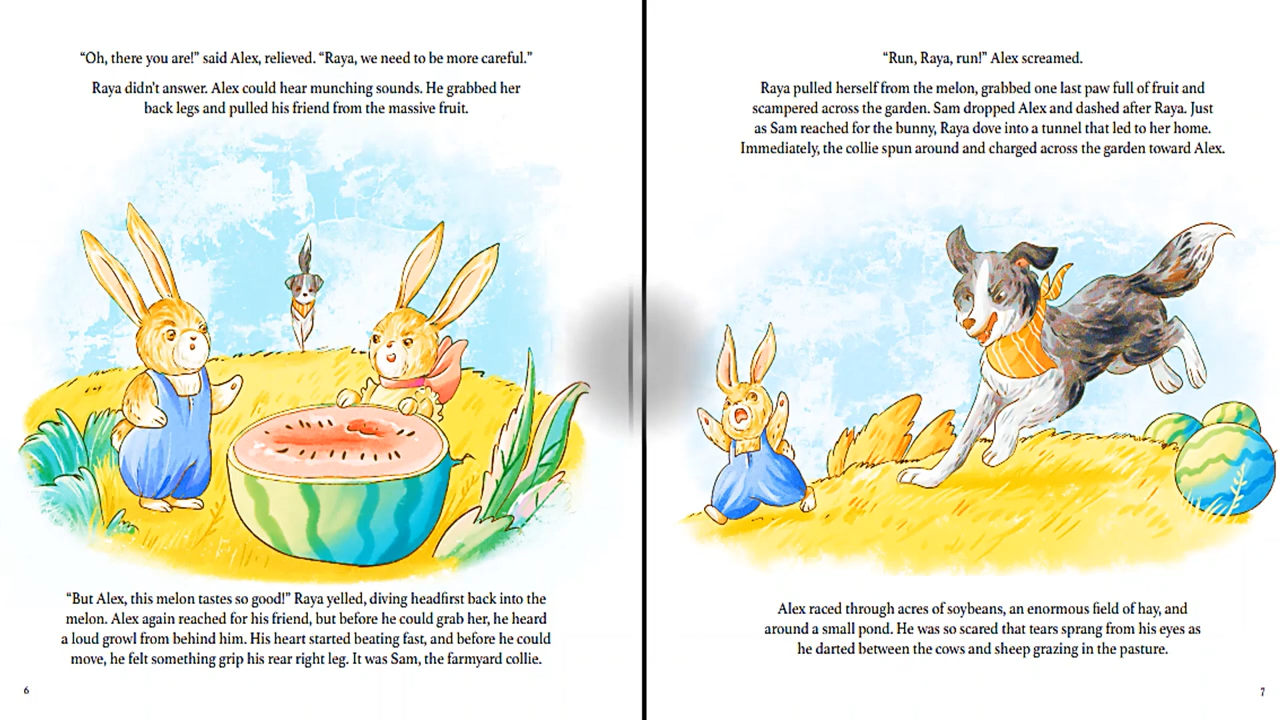 “Oh, there you are!” said Alex, relieved. “Raya, we need to be more careful.”
Raya didn’t answer. Alex could hear munching sounds. He grabbed her
back legs and pulled his friend from the massive fruit.
“But Alex, this melon tastes so good!” Raya yelled, diving headfirst back into the
melon. Alex again reached for his friend, but before he could grab her, he heard
a loud growl from behind him. His heart started beating fast, and before he could
move, he felt something grip his rear right leg. It was Sam, the farmyard collie.
6
“Run, Raya, run!” Alex screamed.
Raya pulled herself from the melon, grabbed one last paw full of fruit and
scampered across the garden. Sam dropped Alex and dashed after Raya. Just
as Sam reached for the bunny, Raya dove into a tunnel that led to her home.
Immediately, the collie spun around and charged across the garden toward Alex.
Alex raced through acres of soybeans, an enormous field of hay, and
around a small pond. He was so scared that tears sprang from his eyes as
he darted between the cows and sheep grazing in the pasture.
7